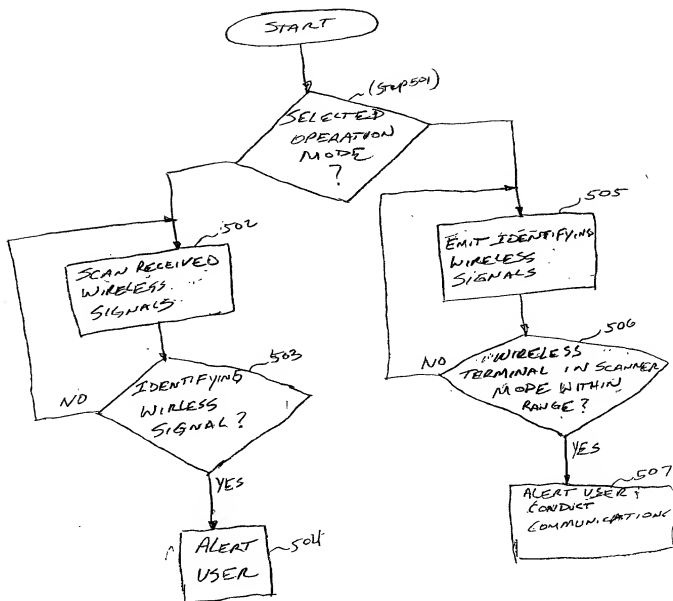 START
(Step 501)
SELECTED
OPERATION
MODE
?
502
SCAN RECEIVED
WIRELESS
SIGNALS
503
IDENTIFYING
WIRLESS
SIGNAL?
NO
YES
ALERT
USER
504
505
EMIT IDENTIFYING
WIRELESS
SIGNALS
506
WIRELESS
TERMINAL IN SCANNER
MODE WITHIN
RANGE?
NO
YES
507
ALERT USER;
CONDUCT
COMMUNICATIONS